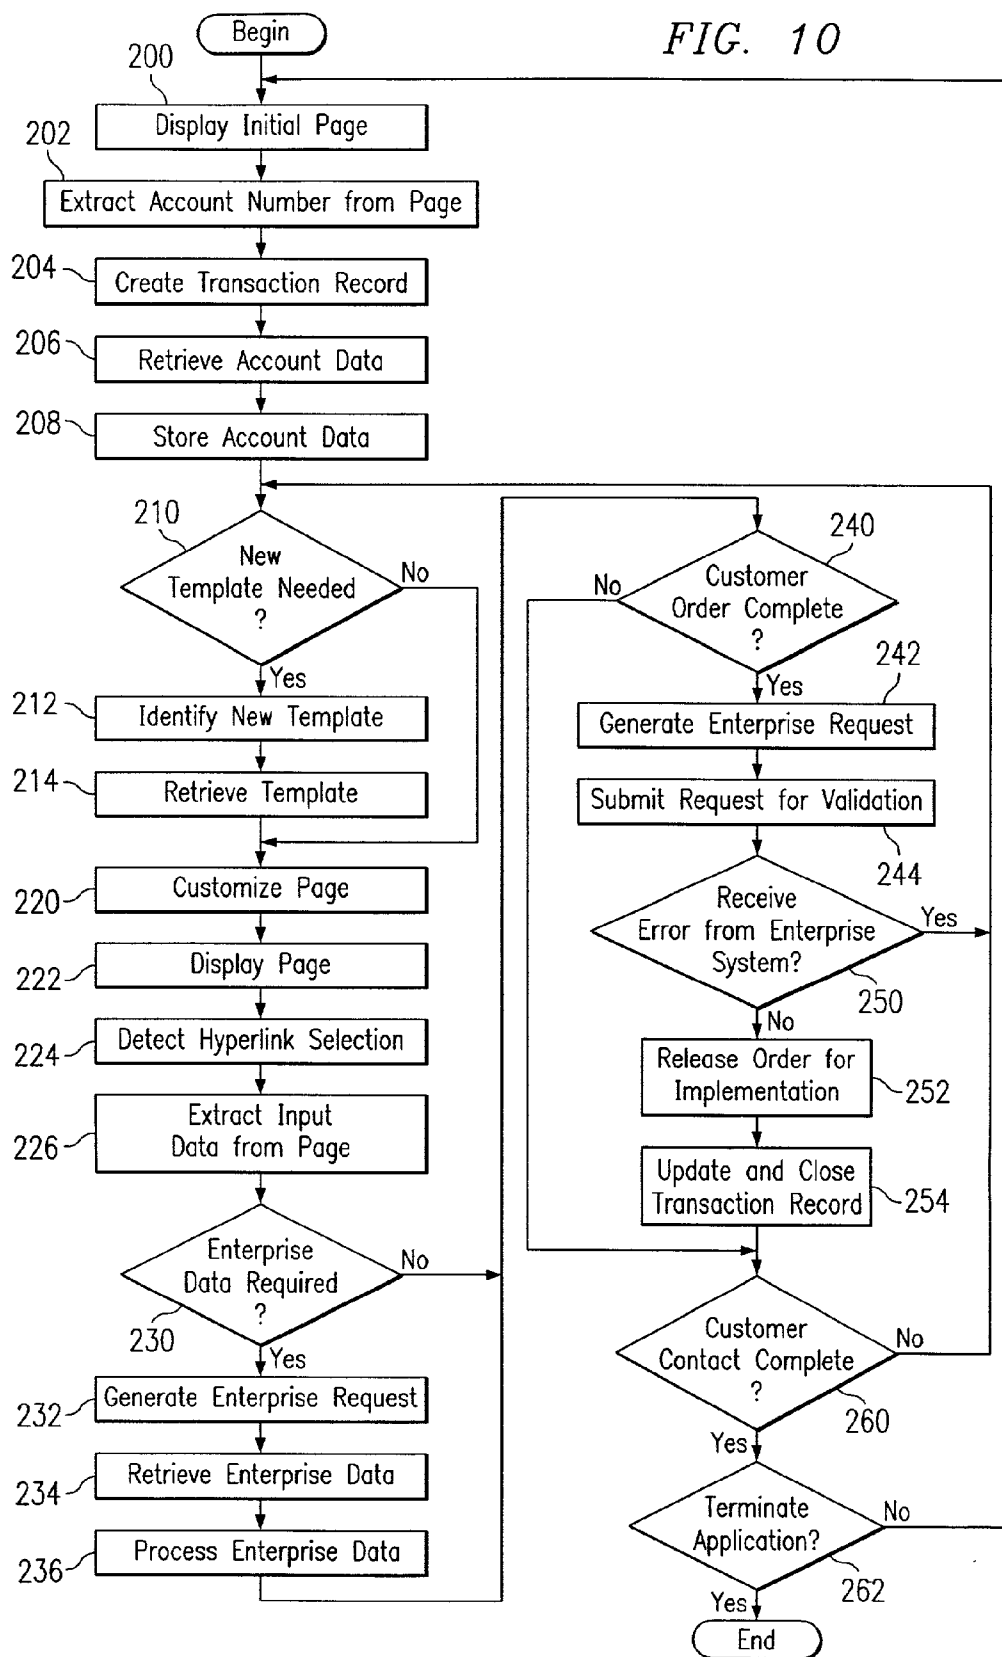 Begin
FIG. 10
200
Display Initial Page
202
Extract Account Number from Page
204
Create Transaction Record
206
Retrieve Account Data
208
Store Account Data
210
New
Template Needed
?
No
Yes
212
Identify New Template
214
Retrieve Template
220
Customize Page
222
Display Page
224
Detect Hyperlink Selection
226
Extract Input
Data from Page
230
Enterprise
Data Required
?
No
Yes
232
Generate Enterprise Request
234
Retrieve Enterprise Data
236
Process Enterprise Data
240
Customer
Order Complete
?
No
Yes
242
Generate Enterprise Request
Submit Request for Validation
244
Receive
Error from Enterprise
System?
Yes
250
No
Release Order for
Implementation
252
Update and Close
Transaction Record
254
Customer
Contact Complete
?
No
260
Yes
Terminate
Application?
No
262
Yes
End